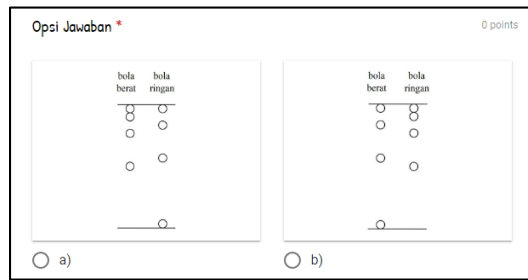 Opsi Jawaban *
0 points
bola bola
berat ringan
bola bola
berat ringan
a)
b)